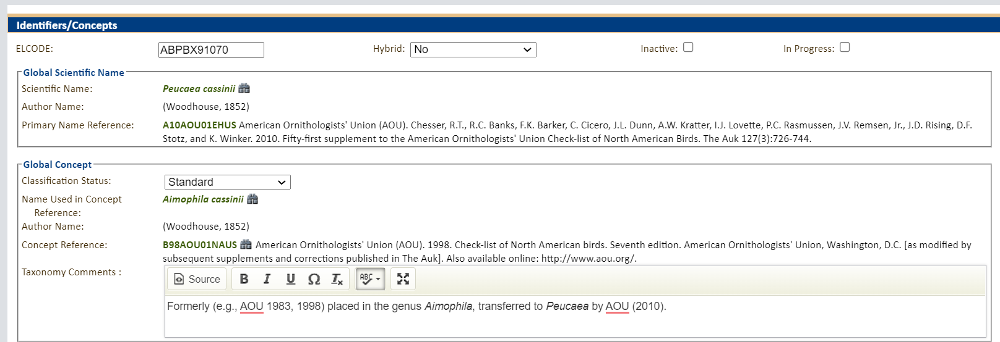 Identifiers/Concepts
ELCODE: ABPBX91070 Hybrid: No Inactive: In Progress:
Global Scientific Name
Scientific Name: Peucaea cassinii
Author Name: (Woodhouse, 1852)
Primary Name Reference: A10AOU01EHUS American Ornithologists' Union (AOU). Chesser, R.T., R.C. Banks, F.K. Barker, C. Cicero, J.L. Dunn, A.W. Kratter, I.J. Lovette, P.C. Rasmussen, J.V. Remsen, Jr., J.D. Rising, D.F.
Stotz, and K. Winker. 2010. Fifty-first supplement to the American Ornithologists' Union Check-list of North American Birds. The Auk 127(3):726-744.
Global Concept
Classification Status: Standard
Name Used in Concept Aimophila cassinii
Reference:
Author Name: (Woodhouse, 1852)
Concept Reference: B98AOU01NAUS American Ornithologists' Union (AOU). 1998. Check-list of North American birds. Seventh edition. American Ornithologists' Union, Washington, D.C. [as modified by
subsequent supplements and corrections published in The Auk]. Also available online: http://www.aou.org/.
Taxonomy Comments :
Source B I U Ω Tx ABC
Formerly (e.g., AOU 1983, 1998) placed in the genus Aimophila, transferred to Peucaea by AOU (2010).